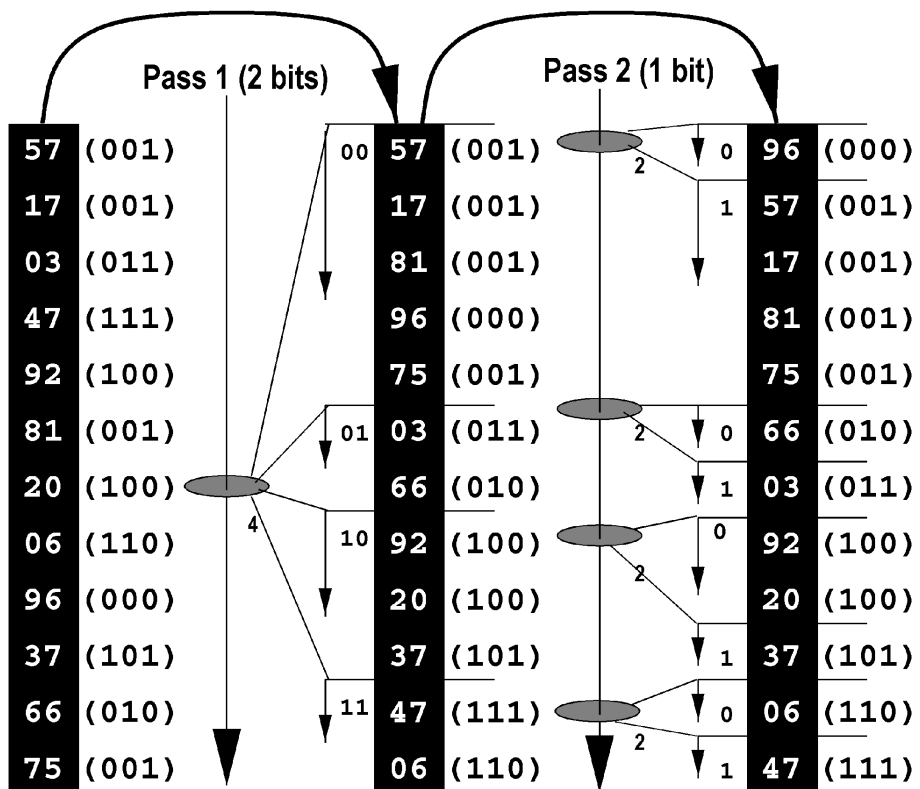 Pass 1 (2 bits)
Pass 2 (1 bit)
57 (001) 00 57 (001) 2 0 96 (000)
17 (001) 17 (001) 1 57 (001)
03 (011) 81 (001) 17 (001)
47 (111) 96 (000) 81 (001)
92 (100) 75 (001) 75 (001)
81 (001) 01 03 (011) 2 0 66 (010)
20 (100) 4 66 (010) 1 03 (011)
06 (110) 10 92 (100) 2 0 92 (100)
96 (000) 20 (100) 20 (100)
37 (101) 37 (101) 1 37 (101)
66 (010) 11 47 (111) 2 0 06 (110)
75 (001) 06 (110) 1 47 (111)